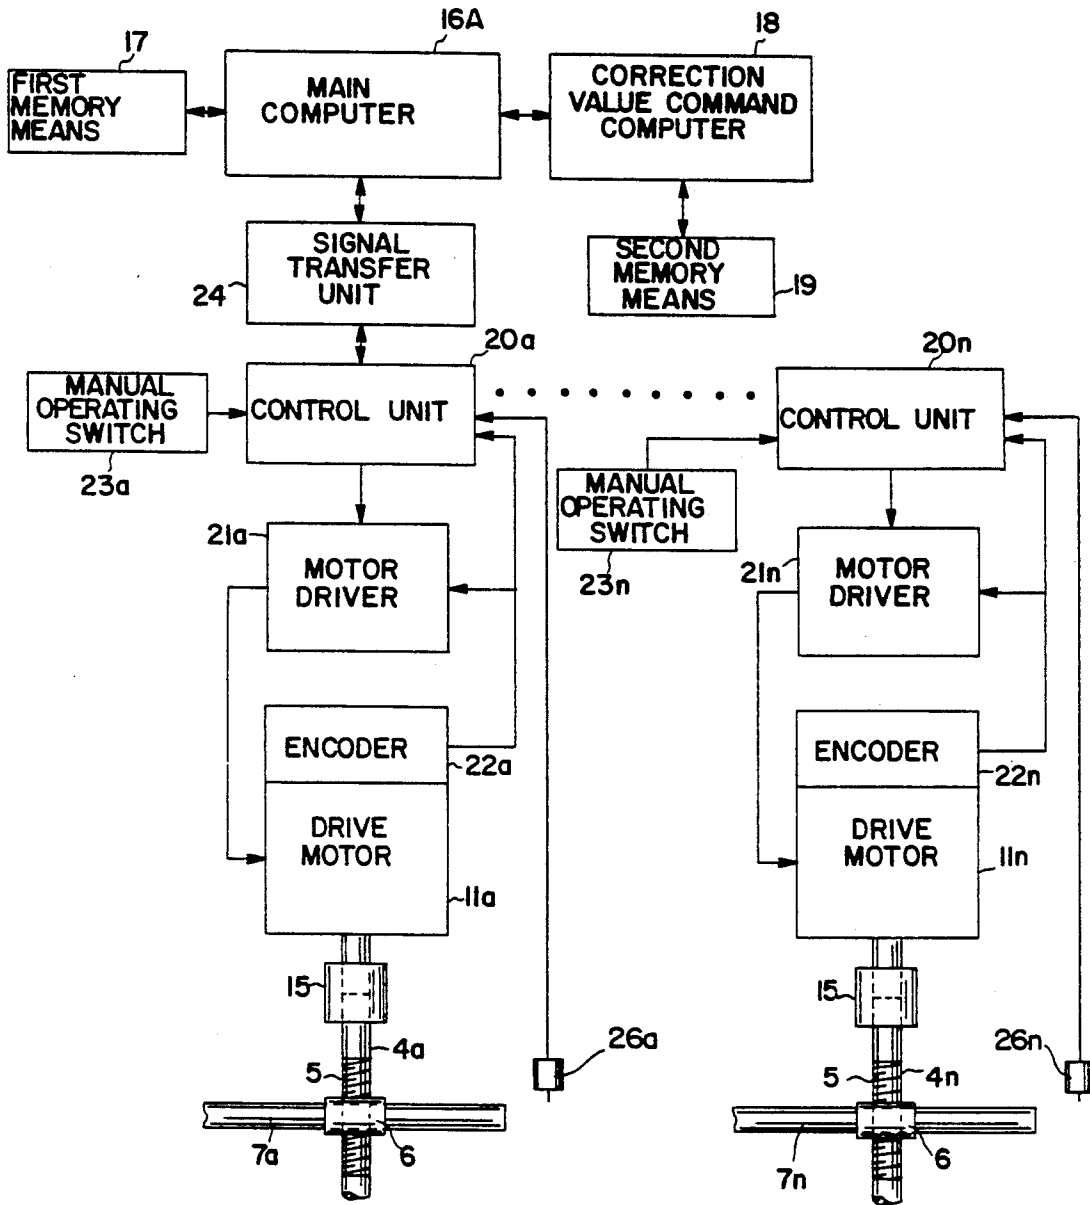 17
16A
18
FIRST
MEMORY
MEANS
MAIN
COMPUTER
CORRECTION
VALUE COMMAND
COMPUTER
SIGNAL
TRANSFER
UNIT
24
SECOND
MEMORY
MEANS
19
20a
20n
MANUAL
OPERATING
SWITCH
23a
CONTROL UNIT
CONTROL UNIT
MANUAL
OPERATING
SWITCH
23n
21a
MOTOR
DRIVER
21n
MOTOR
DRIVER
ENCODER
22a
ENCODER
22n
DRIVE
MOTOR
11a
DRIVE
MOTOR
11n
15
15
4a
26a
4n
26n
5
5
7a
6
7n
6